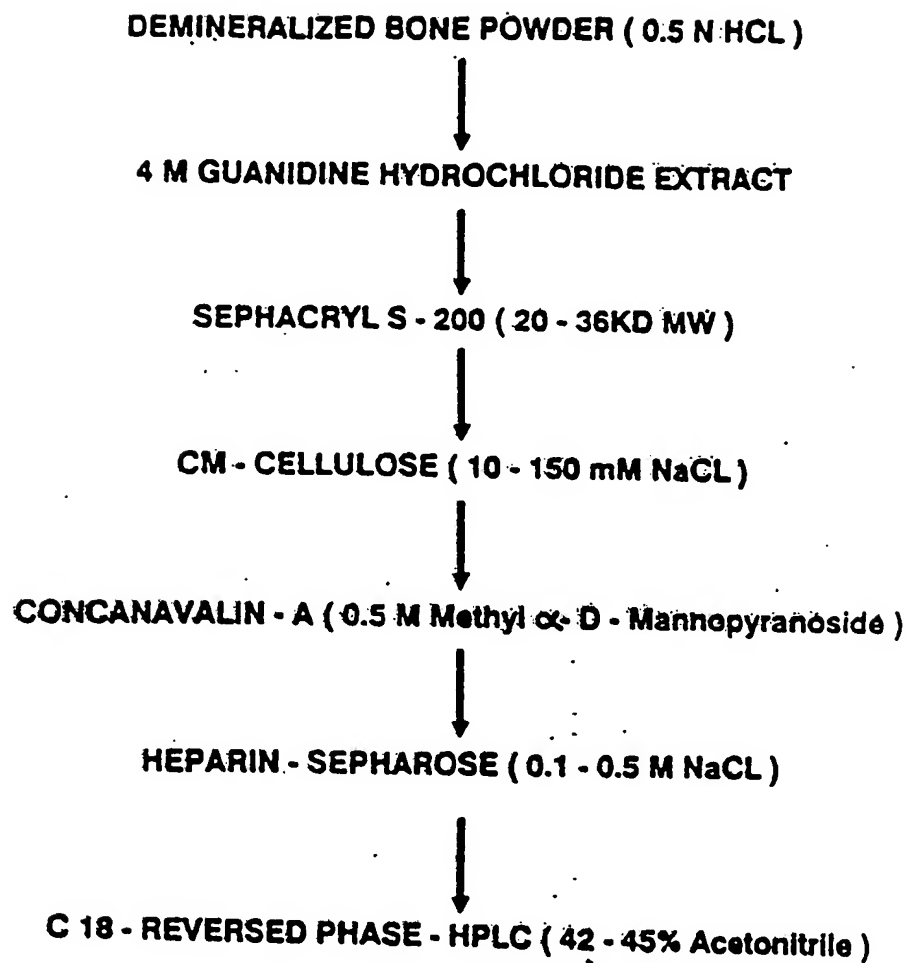 DEMINERALIZED BONE POWDER ( 0.5 N HCL )
4 M GUANIDINE HYDROCHLORIDE EXTRACT
SEPHACRYL S - 200 ( 20 - 36KD MW )
CM - CELLULOSE ( 10 - 150 mM NaCL )
CONCANAVALIN - A ( 0.5 M Methyl α- D - Mannopyranoside )
HEPARIN - SEPHAROSE ( 0.1 - 0.5 M NaCL )
C 18 - REVERSED PHASE - HPLC ( 42 - 45% Acetonitrile )